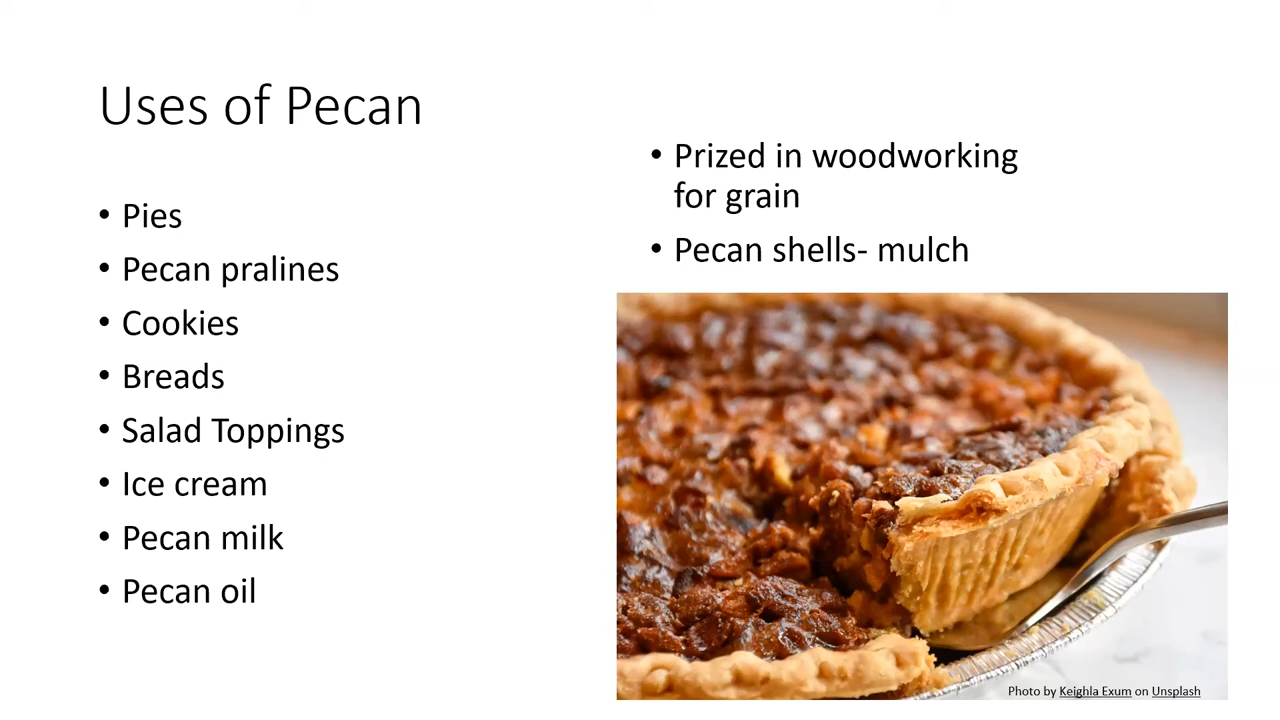 Uses of Pecan
• Pies
• Pecan pralines
• Cookies
• Breads
• Salad Toppings
• Ice cream
• Pecan milk
• Pecan oil
• Prized in woodworking
for grain
• Pecan shells- mulch
Photo by Keighla Exum on Unsplash